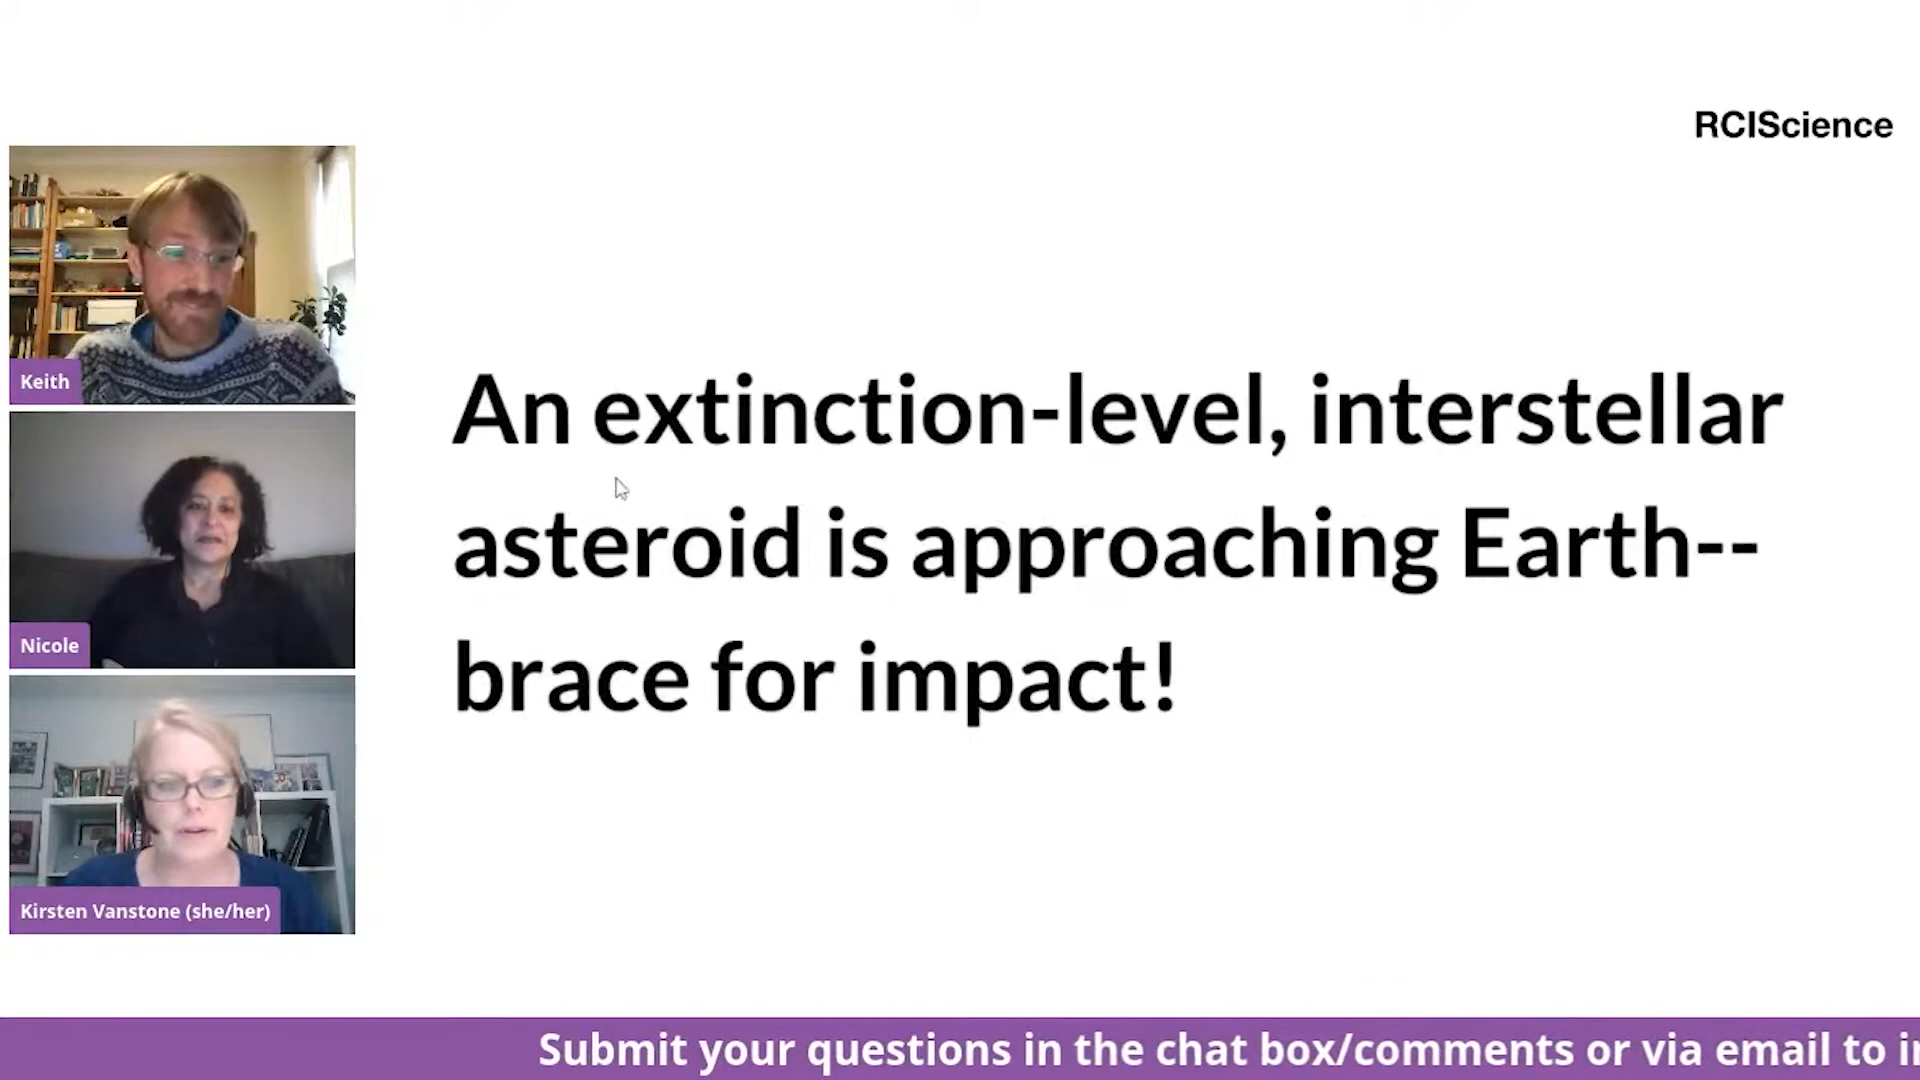 RCIScience
Keith
Nicole
Kirsten Vanstone (she/her)
An extinction-level, interstellar
asteroid is approaching Earth--
brace for impact!
Submit your questions in the chat box/comments or via email to